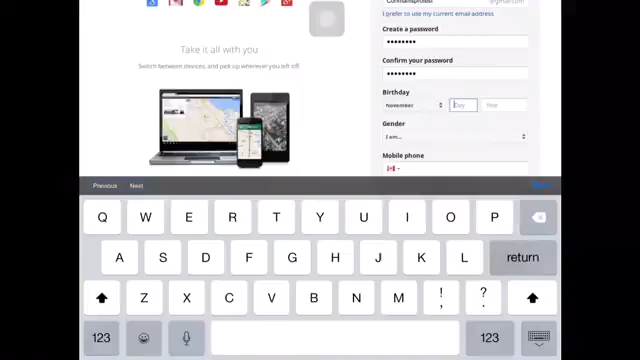 @gmail.com
I prefer to use my current email address
Create a password
••••••••
Confirm your password
••••••••
Birthday
November
Day
Year
Gender
I am...
Mobile phone
Take it all with you
Switch between devices, and pick up wherever you left off.
Previous Next
Q W E R T Y U I O P
A S D F G H J K L return
Z X C V B N M ! , ? .
123 123